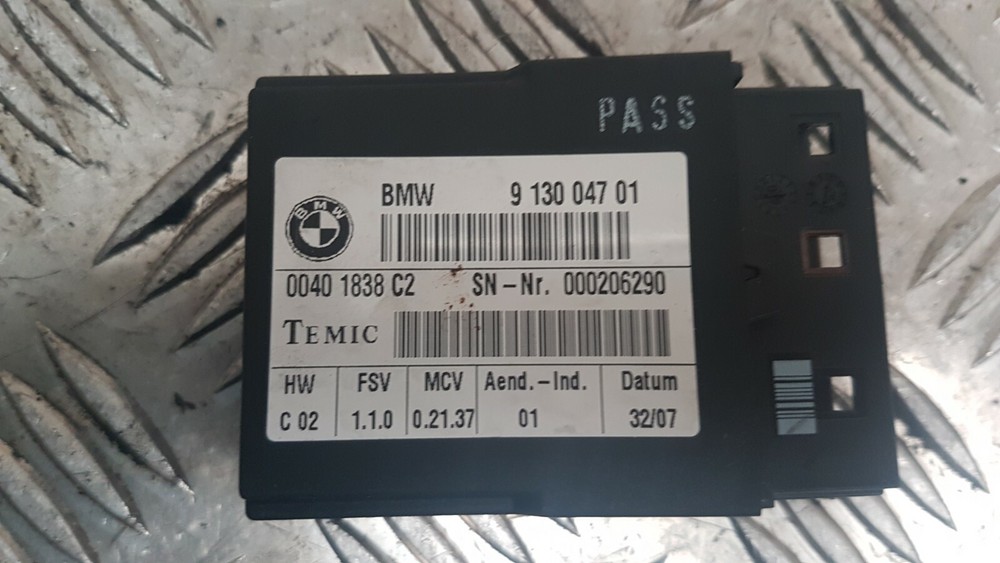 PASS
BMW 9 130 047 01
BMW
0040 1838 C2 SN-Nr. 000206290
TEMIC
HW FSV MCV Aend.-Ind. Datum
C 02 1.1.0 0.21.37 01 32/07